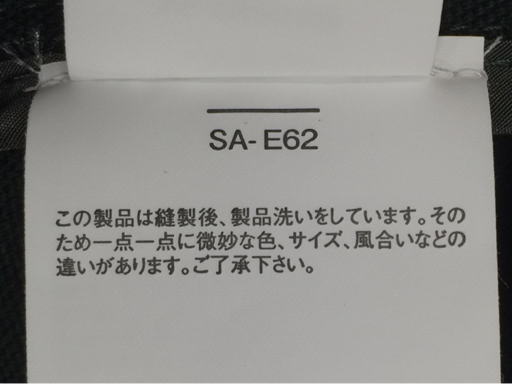 SA-E62
この製品は縫製後、製品洗いをしています。その
ため一点一点に微妙な色、サイズ、風合いなどの
違いがあります。ご了承下さい。